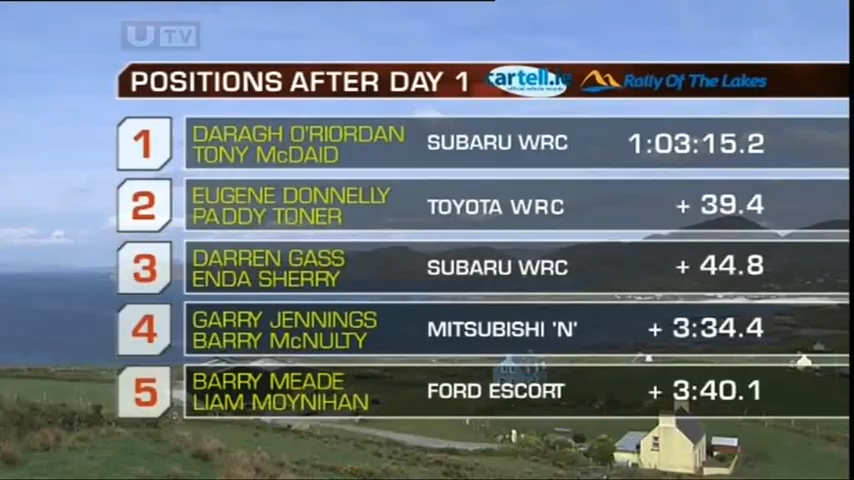 UTV
POSITIONS AFTER DAY 1 cartell.ie Rally Of The Lakes
1 DARAGH O'RIORDAN SUBARU WRC 1:03:15.2
TONY McDAID
2 EUGENE DONNELLY TOYOTA WRC + 39.4
PADDY TONER
3 DARREN GASS SUBARU WRC + 44.8
ENDA SHERRY
4 GARRY JENNINGS MITSUBISHI 'N' + 3:34.4
BARRY McNULTY
5 BARRY MEADE FORD ESCORT + 3:40.1
LIAM MOYNIHAN